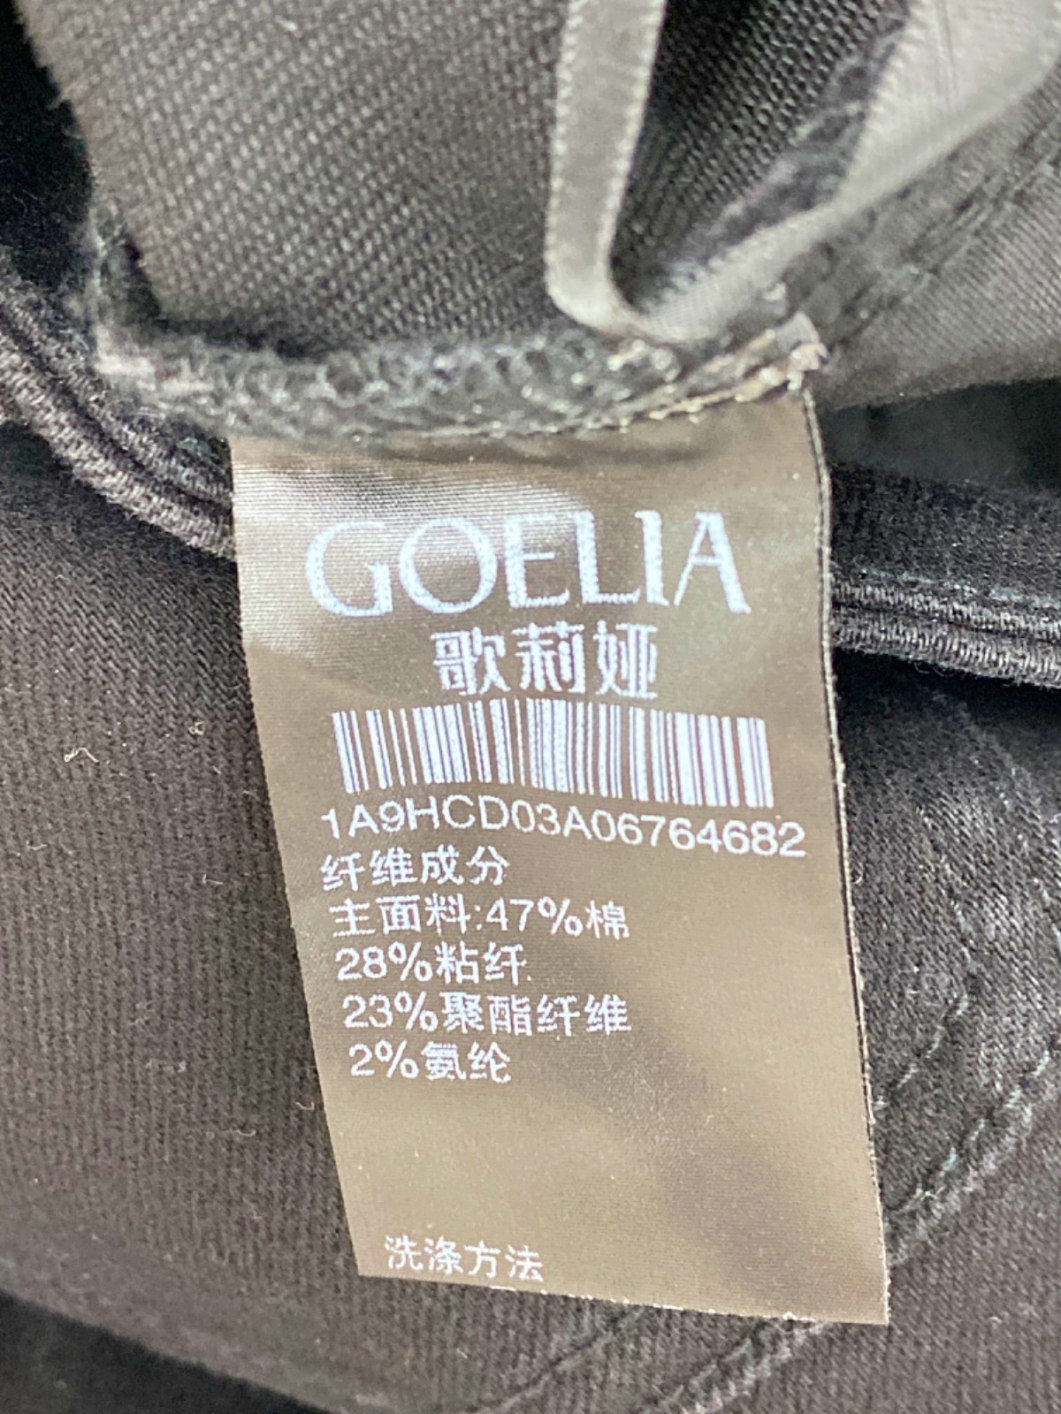 GOELIA
歌莉娅
1A9HCD03A06764682
纤维成分
主面料:47%棉
28%粘纤
23%聚酯纤维
2%氨纶
洗涤方法